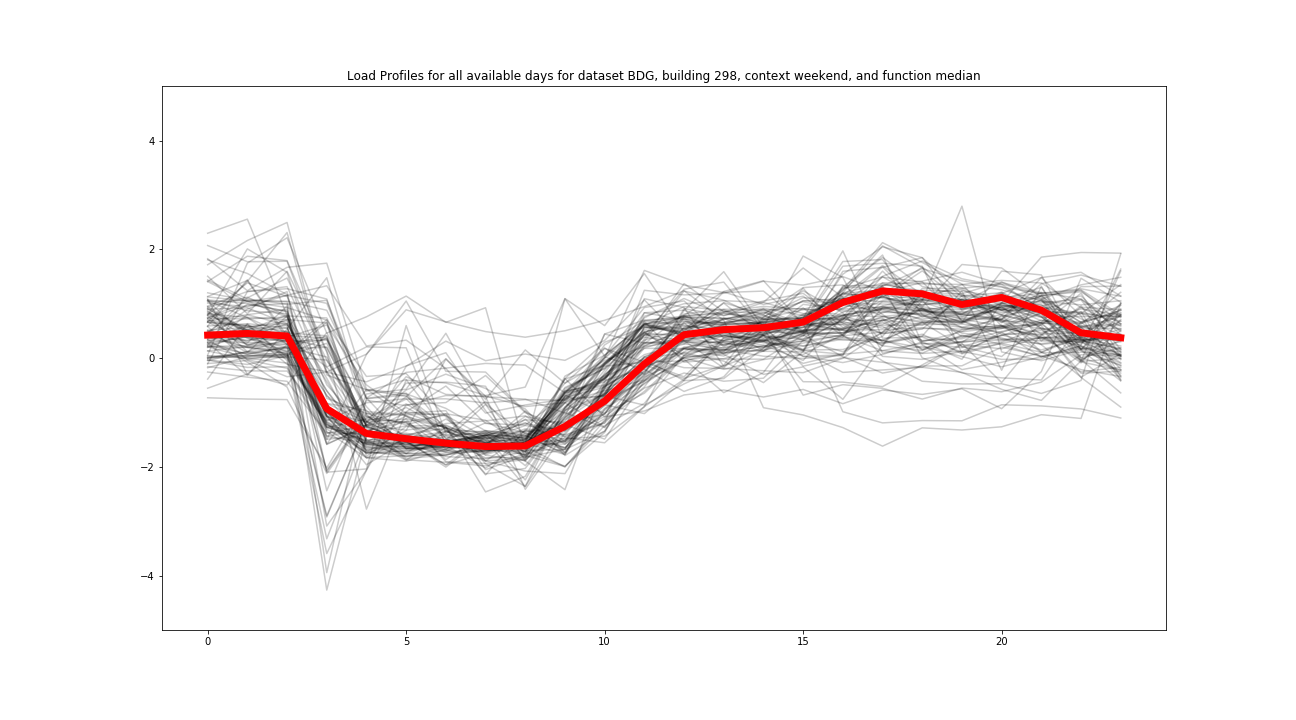 Load Profiles for all available days for dataset BDG, building 298, context weekend, and function median
4
2
0
−2
−4
0 5 10 15 20